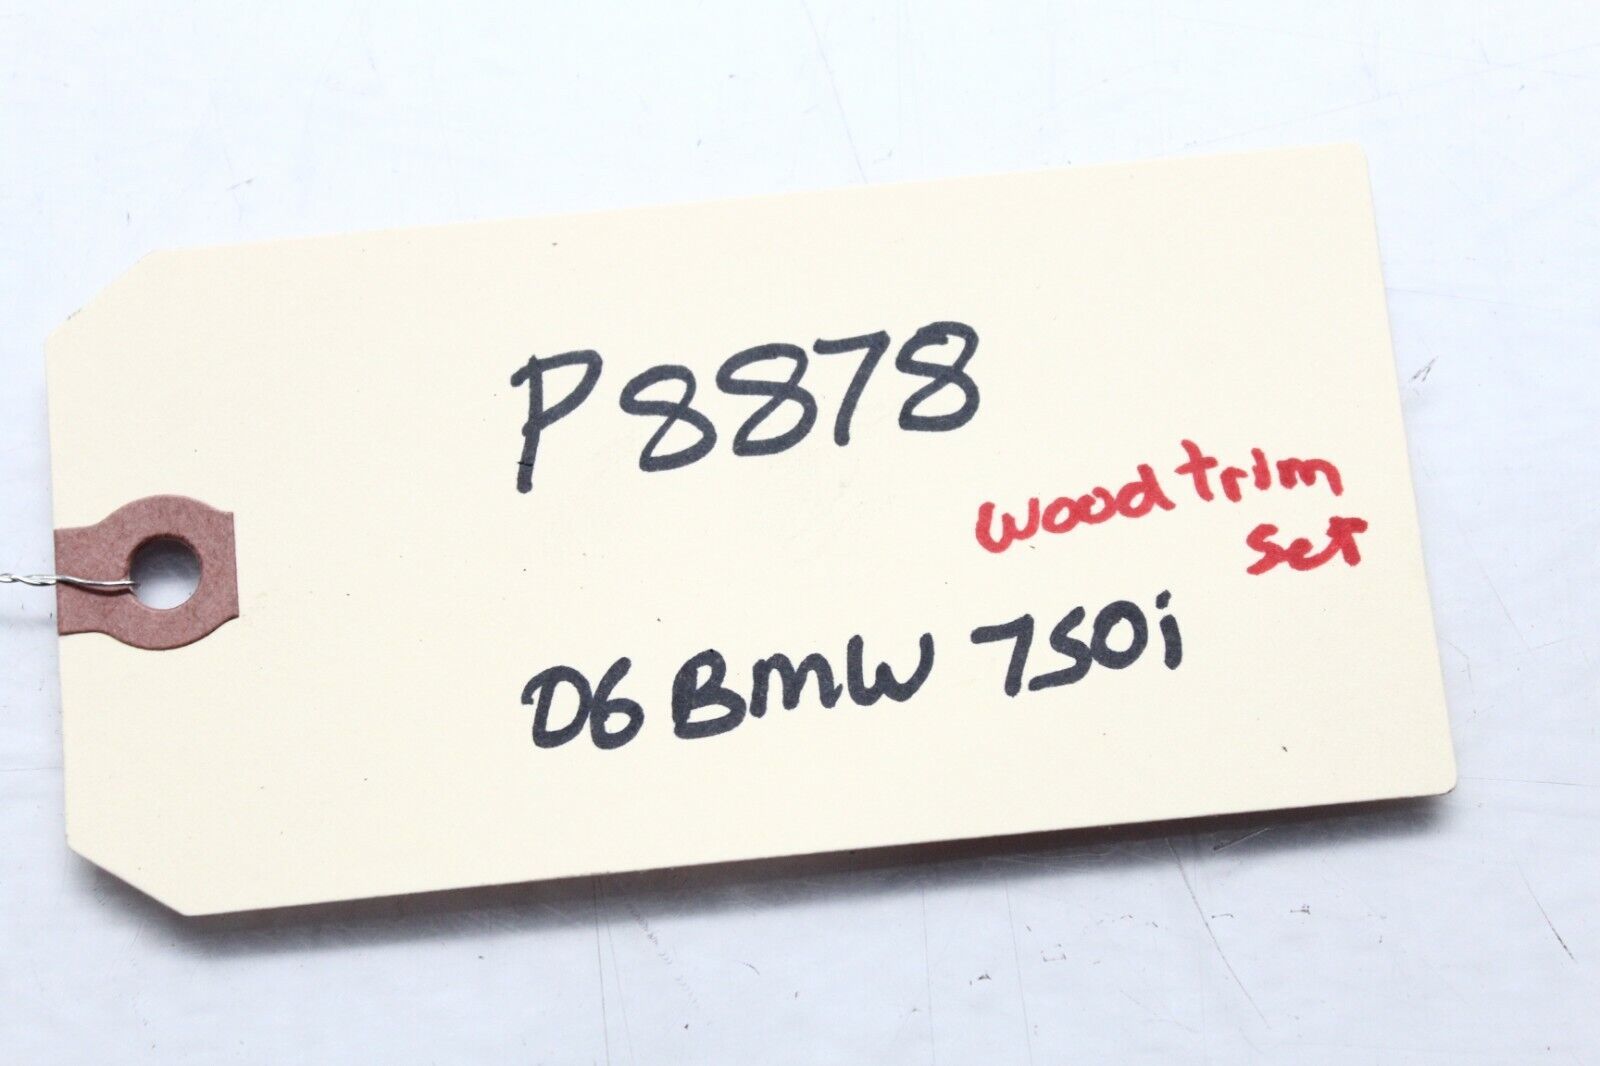 P8878
wood trim
set
06 BMW 750i